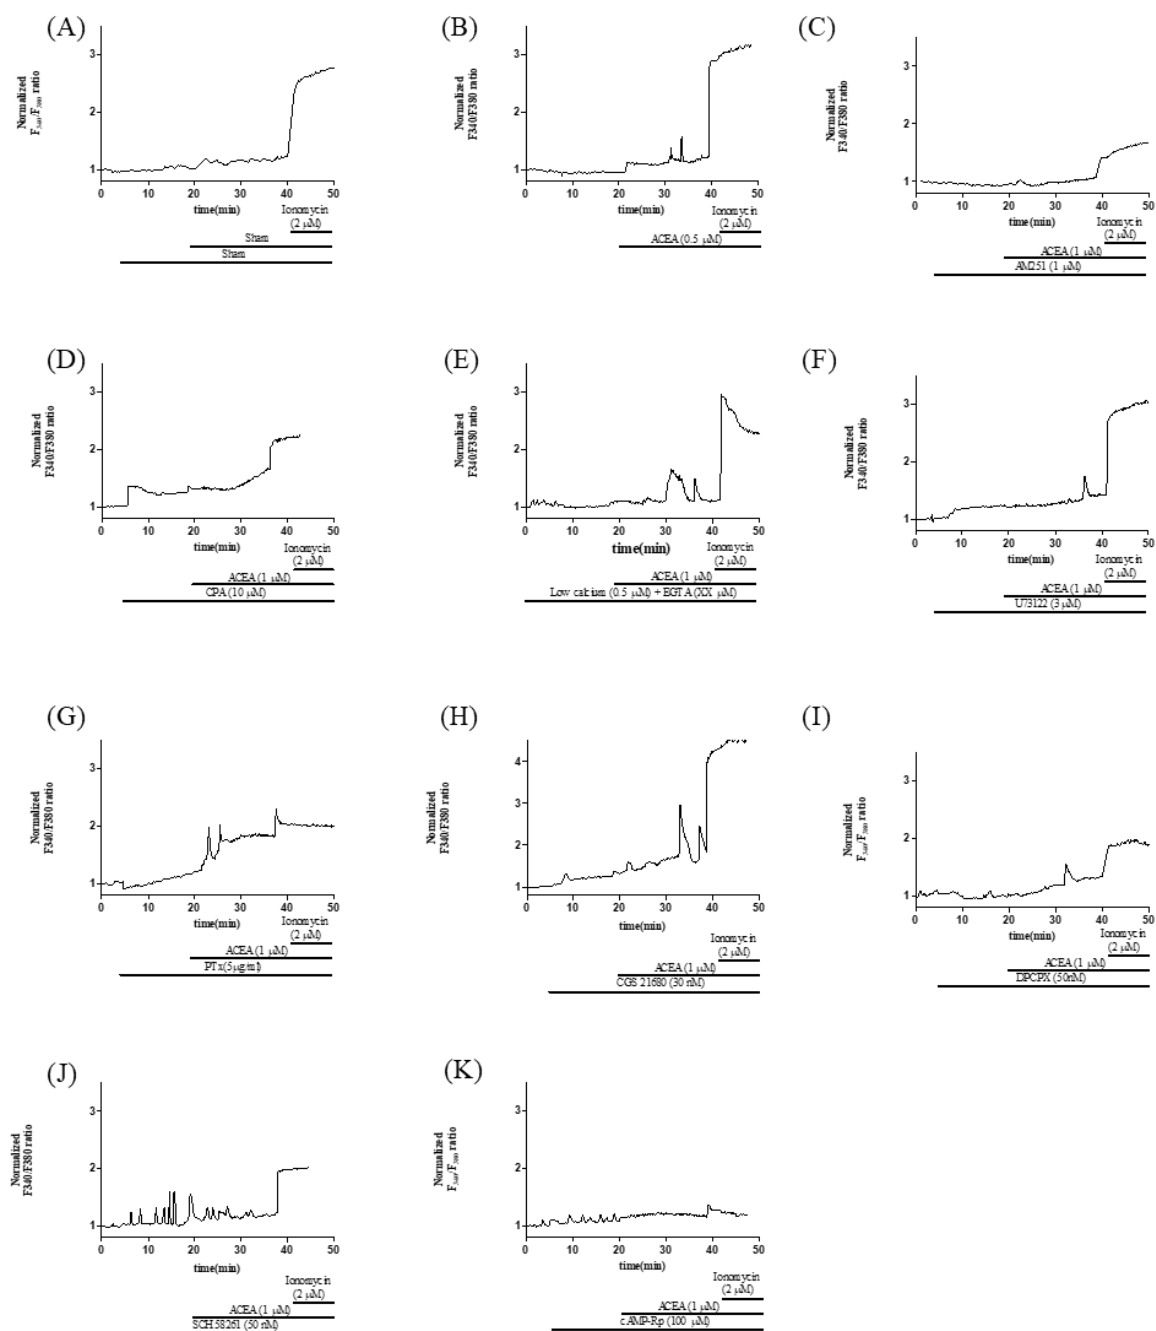 (A)
Normalized
F340/F380 ratio
3
2
1
0 10 20 30 40 50
time(min)
Ionomycin
(2 μM)
Sham
Sham
(B)
Normalized
F340/F380 ratio
3
2
1
0 10 20 30 40 50
time(min)
Ionomycin
(2 μM)
ACEA (0.5 μM)
(C)
Normalized
F340/F380 ratio
3
2
1
0 10 20 30 40 50
time(min)
Ionomycin
(2 μM)
ACEA (1 μM)
AM251 (1 μM)
(D)
Normalized
F340/F380 ratio
3
2
1
0 10 20 30 40 50
time(min)
Ionomycin
(2 μM)
ACEA (1 μM)
CPA (10 μM)
(E)
Normalized
F340/F380 ratio
3
2
1
0 10 20 30 40 50
time(min)
Ionomycin
(2 μM)
ACEA (1 μM)
Low calcium (0.5 μM) + EGTA (XX μM)
(F)
Normalized
F340/F380 ratio
3
2
1
0 10 20 30 40 50
time(min)
Ionomycin
(2 μM)
ACEA (1 μM)
U73122 (3 μM)
(G)
Normalized
F340/F380 ratio
3
2
1
0 10 20 30 40 50
time(min)
Ionomycin
(2 μM)
ACEA (1 μM)
PTx(5μg/ml)
(H)
Normalized
F340/F380 ratio
4
3
2
1
0 10 20 30 40 50
time(min)
Ionomycin
(2 μM)
ACEA (1 μM)
CGS 21680 (30 nM)
(I)
Normalized
F340/F380 ratio
3
2
1
0 10 20 30 40 50
time(min)
Ionomycin
(2 μM)
ACEA (1 μM)
DPCPX (50nM)
(J)
Normalized
F340/F380 ratio
3
2
1
0 10 20 30 40 50
time(min)
Ionomycin
(2 μM)
ACEA (1 μM)
SCH 58261 (50 nM)
(K)
Normalized
F340/F380 ratio
3
2
1
0 10 20 30 40 50
time(min)
Ionomycin
(2 μM)
ACEA (1 μM)
cAMP-Rp (100 μM)